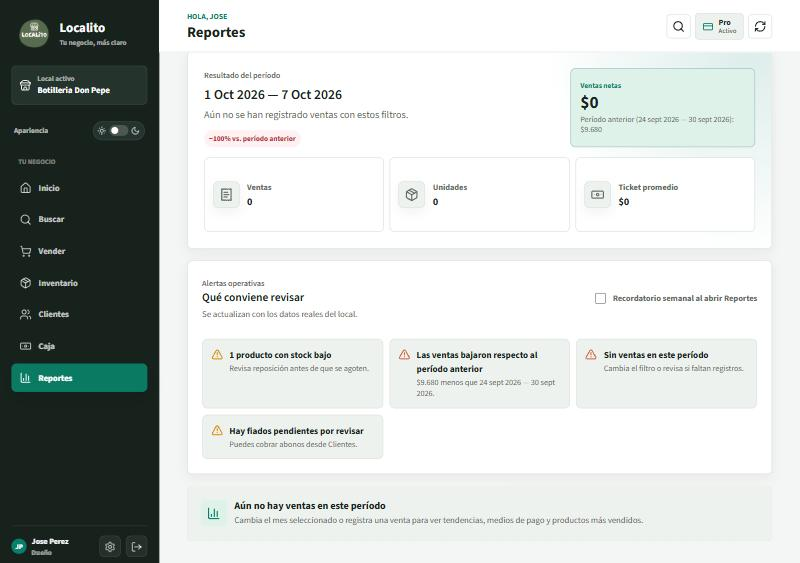 LOCALITO
Localito
Tu negocio, más claro
Local activo
Botilleria Don Pepe
Apariencia
TU NEGOCIO
Inicio
Buscar
Vender
Inventario
Clientes
Caja
Reportes
JP
Jose Perez
Dueño
HOLA, JOSE
Reportes
Pro
Activo
Resultado del período
1 Oct 2026 — 7 Oct 2026
Aún no se han registrado ventas con estos filtros.
−100% vs. período anterior
Ventas netas
$0
Período anterior (24 sept 2026 — 30 sept 2026):
$9.680
Ventas
0
Unidades
0
Ticket promedio
$0
Alertas operativas
Qué conviene revisar
Se actualizan con los datos reales del local.
Recordatorio semanal al abrir Reportes
1 producto con stock bajo
Revisa reposición antes de que se agoten.
Las ventas bajaron respecto al
período anterior
$9.680 menos que 24 sept 2026 — 30 sept
2026.
Sin ventas en este período
Cambia el filtro o revisa si faltan registros.
Hay fiados pendientes por revisar
Puedes cobrar abonos desde Clientes.
Aún no hay ventas en este período
Cambia el mes seleccionado o registra una venta para ver tendencias, medios de pago y productos más vendidos.